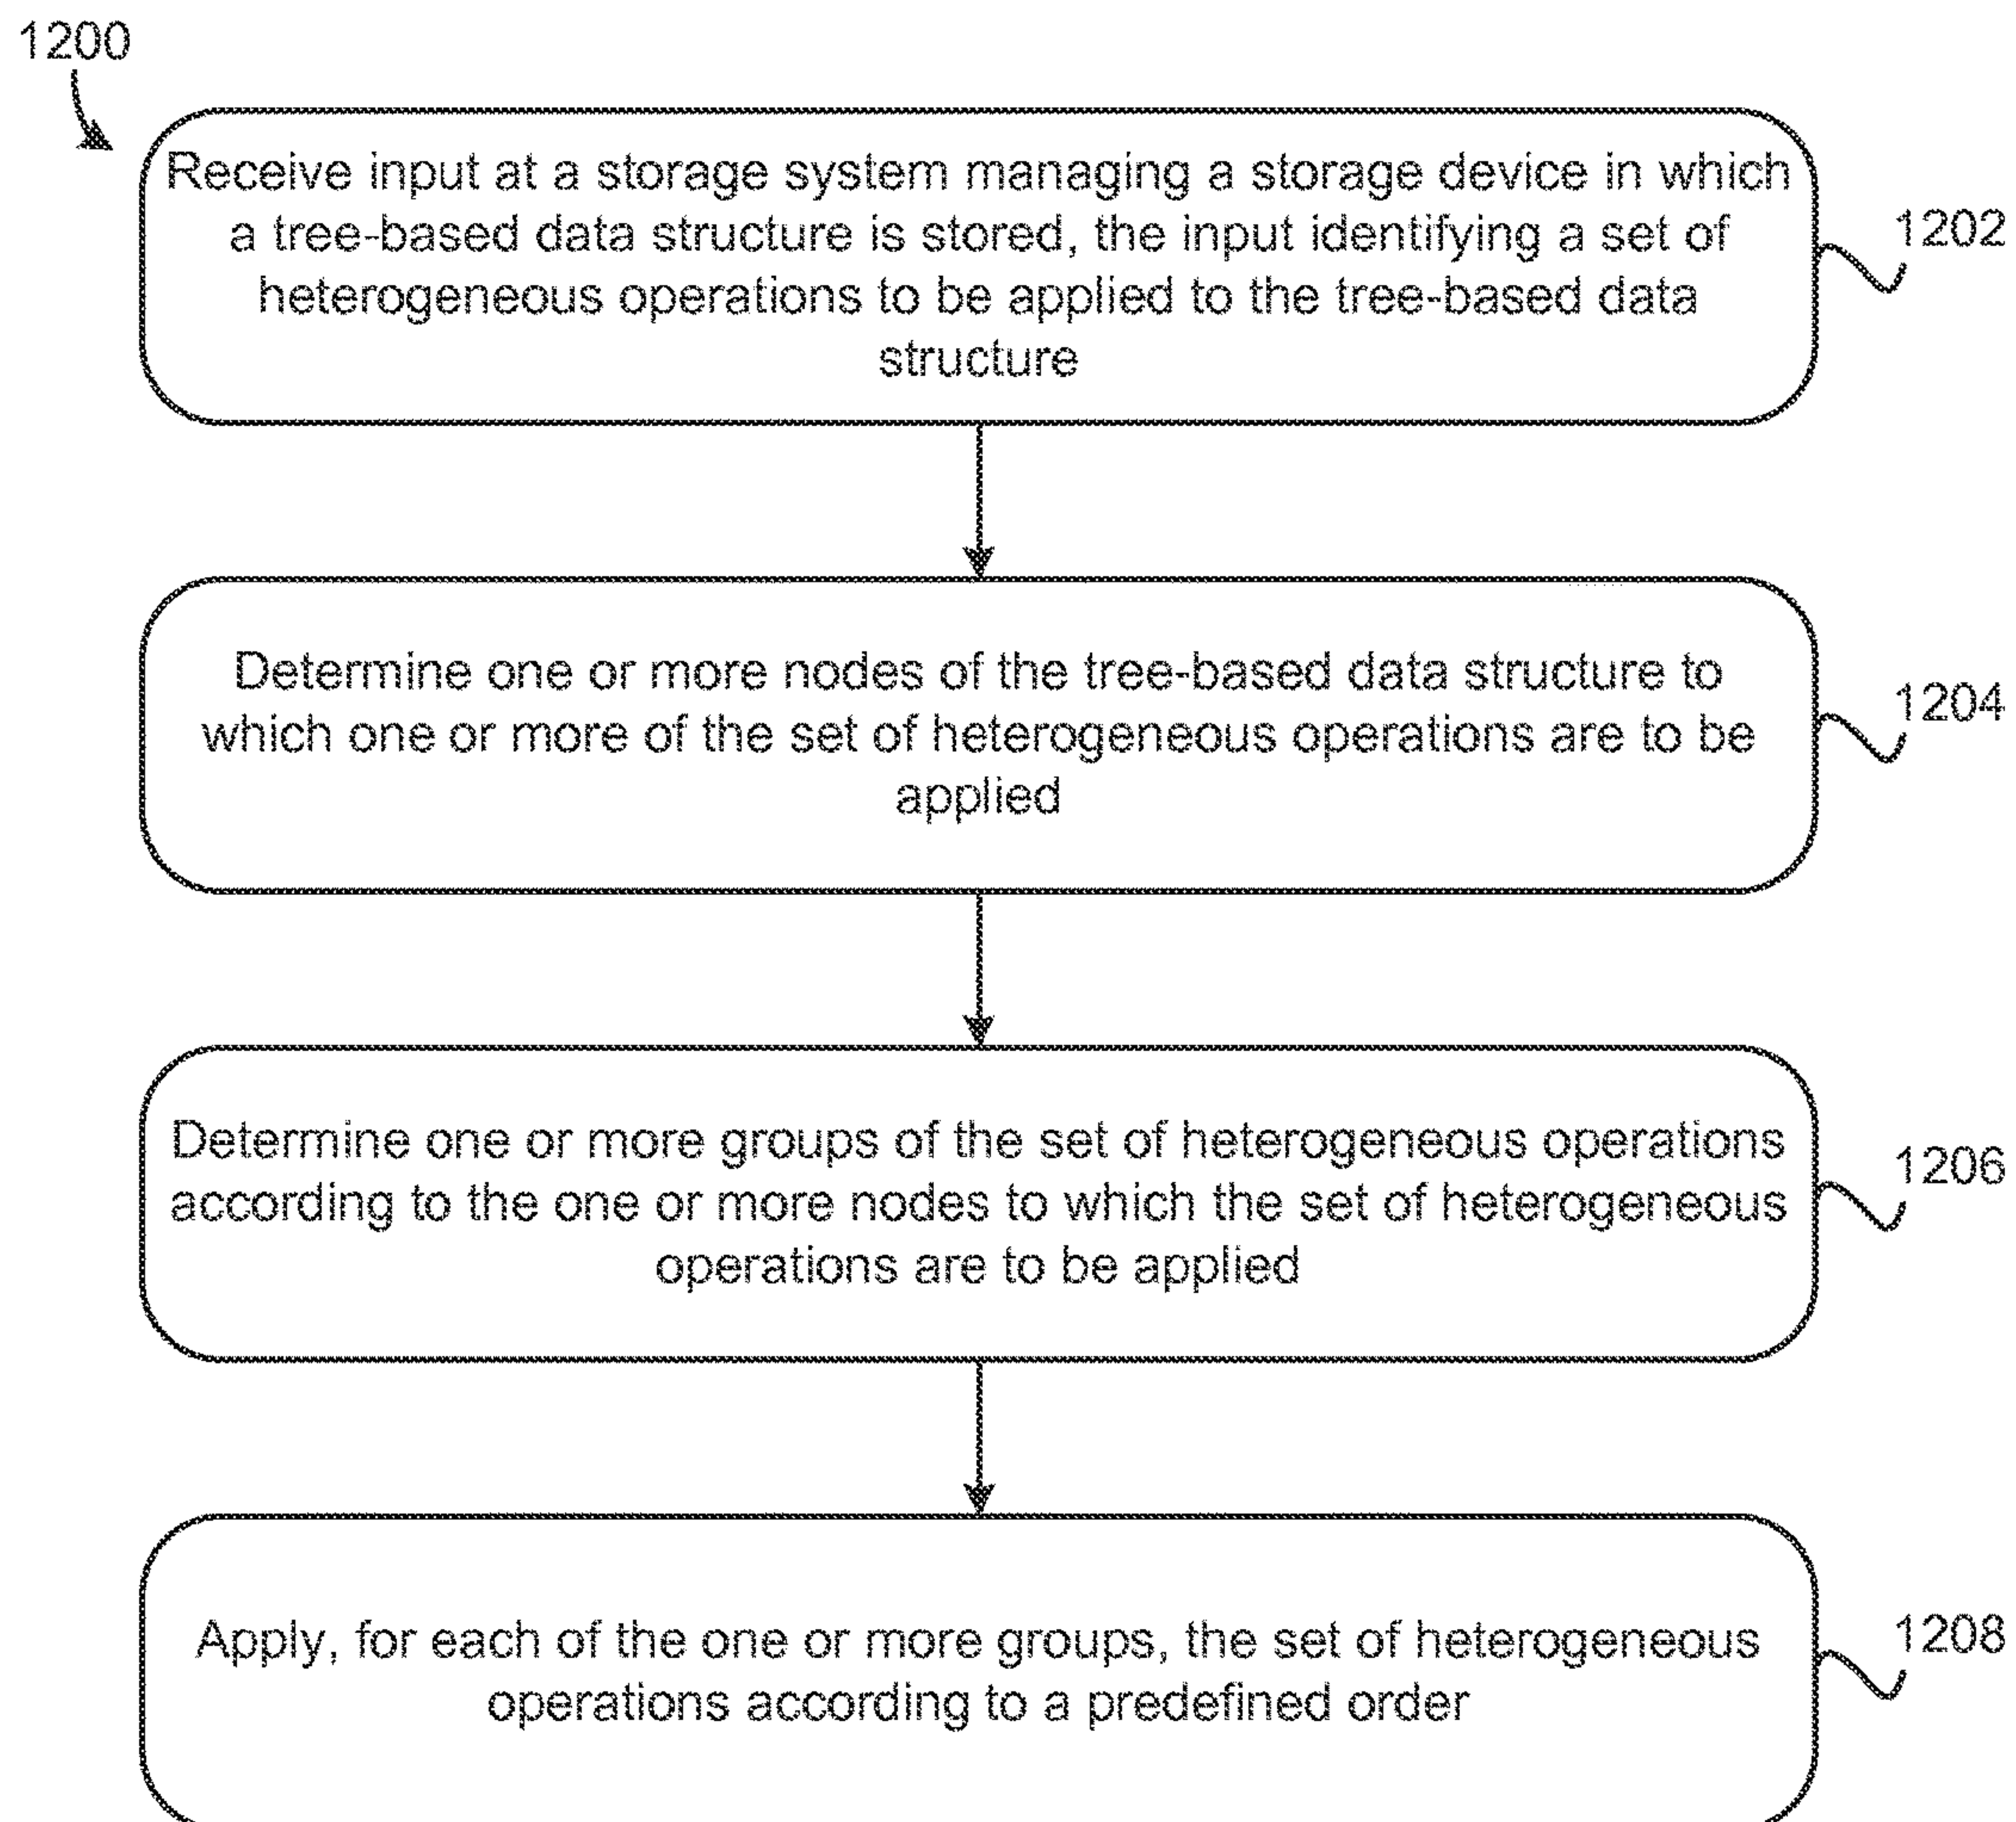 1200
Receive input at a storage system managing a storage device in which
a tree-based data structure is stored, the input identifying a set of
heterogeneous operations to be applied to the tree-based data
structure
1202
Determine one or more nodes of the tree-based data structure to
which one or more of the set of heterogeneous operations are to be
applied
1204
Determine one or more groups of the set of heterogeneous operations
according to the one or more nodes to which the set of heterogeneous
operations are to be applied
1206
Apply, for each of the one or more groups, the set of heterogeneous
operations according to a predefined order
1208